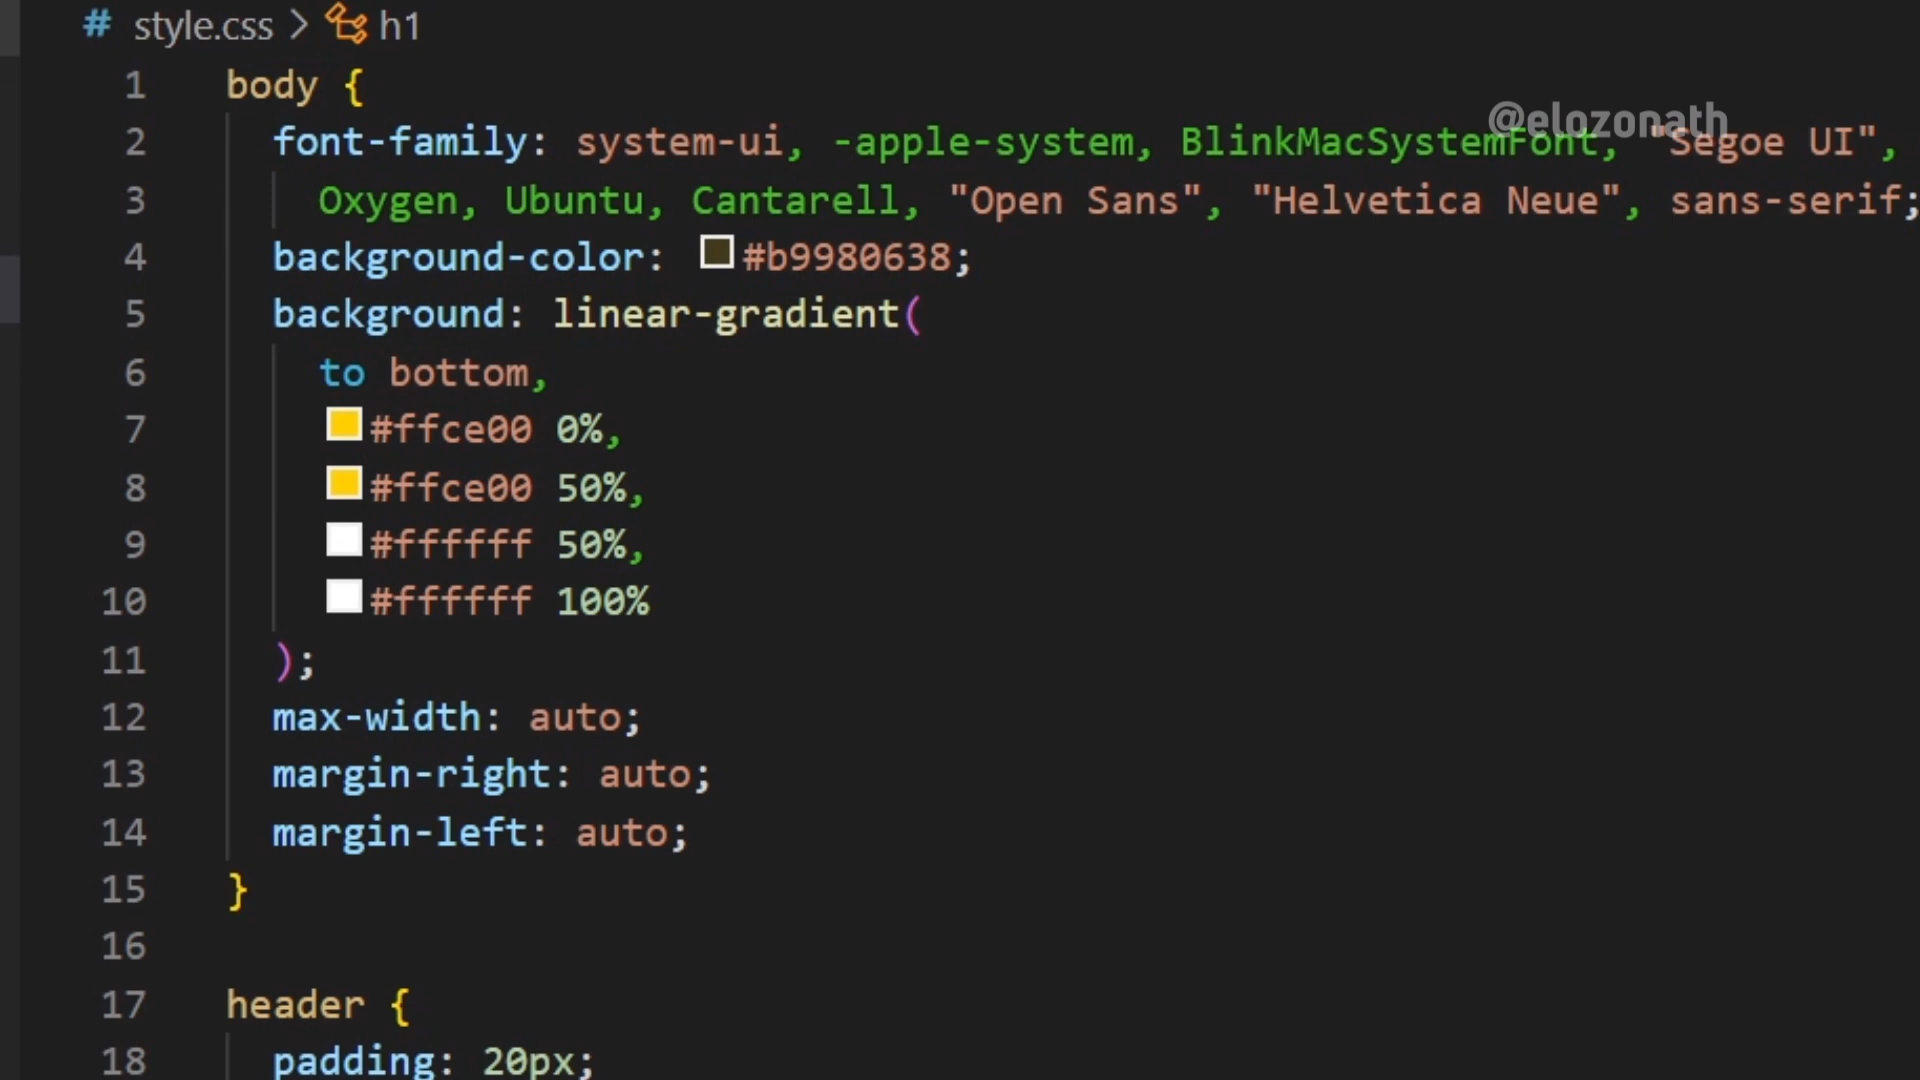 # style.css > h1
@elozonath
1 body {
2 font-family: system-ui, -apple-system, BlinkMacSystemFont, "Segoe UI",
3 Oxygen, Ubuntu, Cantarell, "Open Sans", "Helvetica Neue", sans-serif;
4 background-color: #b9980638;
5 background: linear-gradient(
6 to bottom,
7 #ffce00 0%,
8 #ffce00 50%,
9 #ffffff 50%,
10 #ffffff 100%
11 );
12 max-width: auto;
13 margin-right: auto;
14 margin-left: auto;
15 }
16
17 header {
18 padding: 20px;